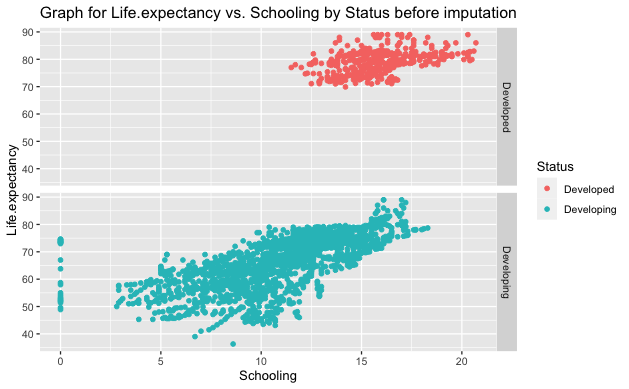 Graph for Life.expectancy vs. Schooling by Status before imputation
Life.expectancy
90
80
70
60
50
40
Developed
90
80
70
60
50
40
Developing
0 5 10 15 20
Schooling
Status
Developed
Developing